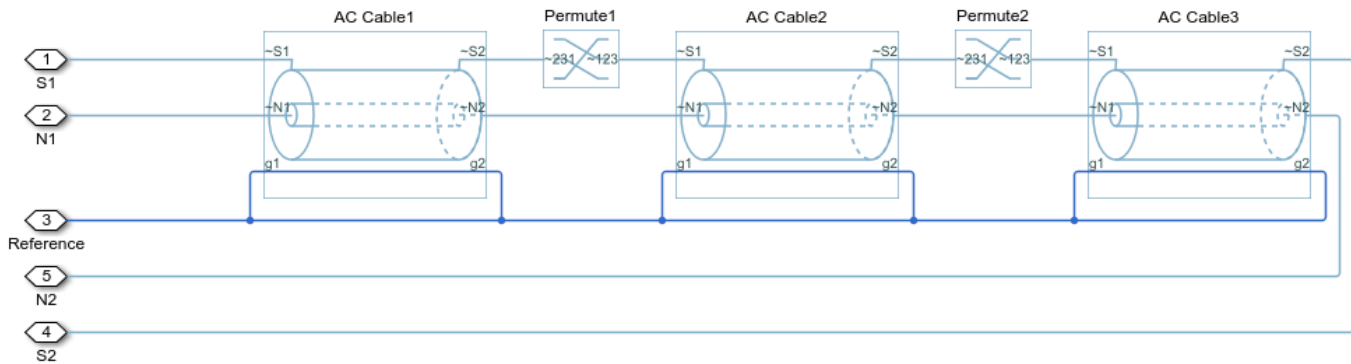 AC Cable1
Permute1
AC Cable2
Permute2
AC Cable3
~S1
~S2
~231
~123
~S1
~S2
~231
~123
~S1
~S2
1
S1
~N1
~N2
~N1
~N2
~N1
~N2
2
N1
g1
g2
g1
g2
g1
g2
3
Reference
5
N2
4
S2